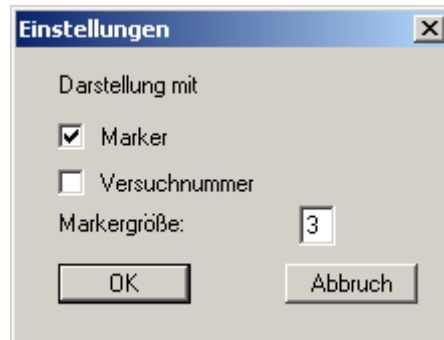 Einstellungen
Darstellung mit
Marker
Versuchnummer
Markergröße: 3
OK Abbruch